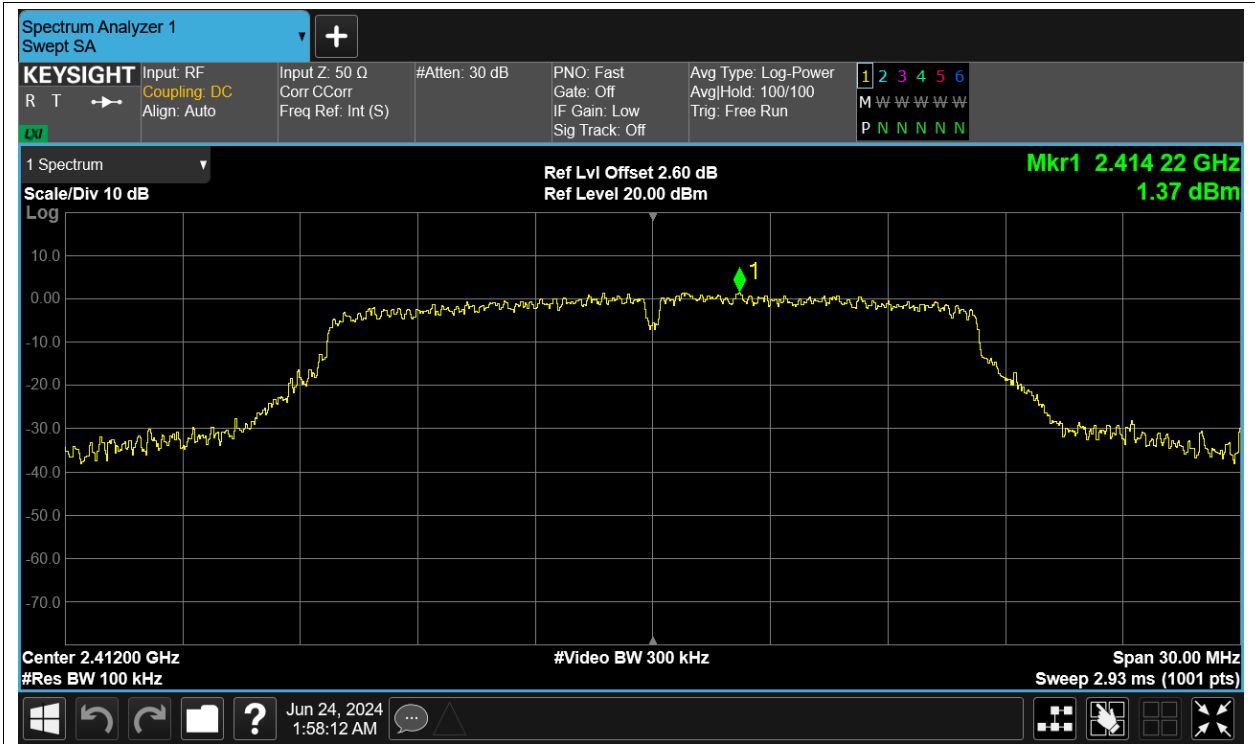 Spectrum Analyzer 1
Swept SA
KEYSIGHT
R T
LXI
Input: RF
Coupling: DC
Align: Auto
Input Z: 50 Ω
Corr CCorr
Freq Ref: Int (S)
#Atten: 30 dB
PNO: Fast
Gate: Off
IF Gain: Low
Sig Track: Off
Avg Type: Log-Power
Avg|Hold: 100/100
Trig: Free Run
1 2 3 4 5 6
M W W W W W
P N N N N N
1 Spectrum
Scale/Div 10 dB
Log
Ref Lvl Offset 2.60 dB
Ref Level 20.00 dBm
Mkr1 2.414 22 GHz
1.37 dBm
10.0
0.00
-10.0
-20.0
-30.0
-40.0
-50.0
-60.0
-70.0
1
Center 2.41200 GHz
#Res BW 100 kHz
#Video BW 300 kHz
Span 30.00 MHz
Sweep 2.93 ms (1001 pts)
?
Jun 24, 2024
1:58:12 AM